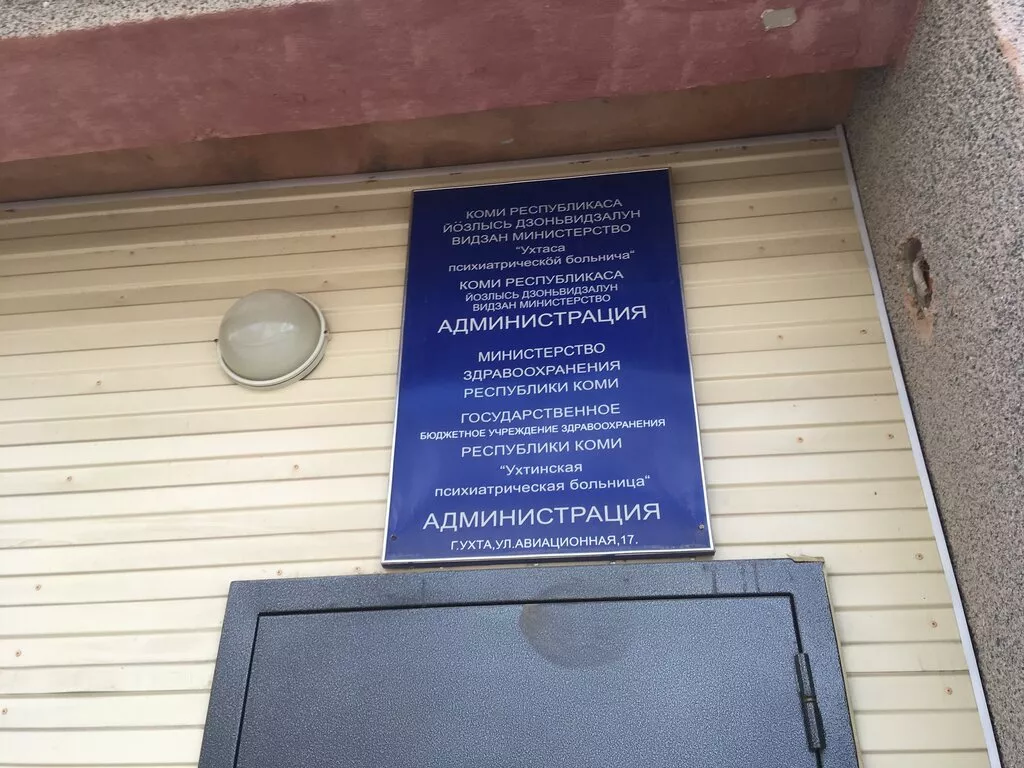 КОМИ РЕСПУБЛИКАСА
ЙӦЗЛЫСЬ ДЗОНЬВИДЗАЛУН
ВИДЗАН МИНИСТЕРСТВО
"Ухтаса
психиатрическӧй больнича"
КОМИ РЕСПУБЛИКАСА
ЙОЗЛЫСЬ ДЗОНЬВИДЗАЛУН
ВИДЗАН МИНИСТЕРСТВО
АДМИНИСТРАЦИЯ
МИНИСТЕРСТВО
ЗДРАВООХРАНЕНИЯ
РЕСПУБЛИКИ КОМИ
ГОСУДАРСТВЕННОЕ
БЮДЖЕТНОЕ УЧРЕЖДЕНИЕ ЗДРАВООХРАНЕНИЯ
РЕСПУБЛИКИ КОМИ
"Ухтинская
психиатрическая больница"
АДМИНИСТРАЦИЯ
Г.УХТА,УЛ.АВИАЦИОННАЯ,17.